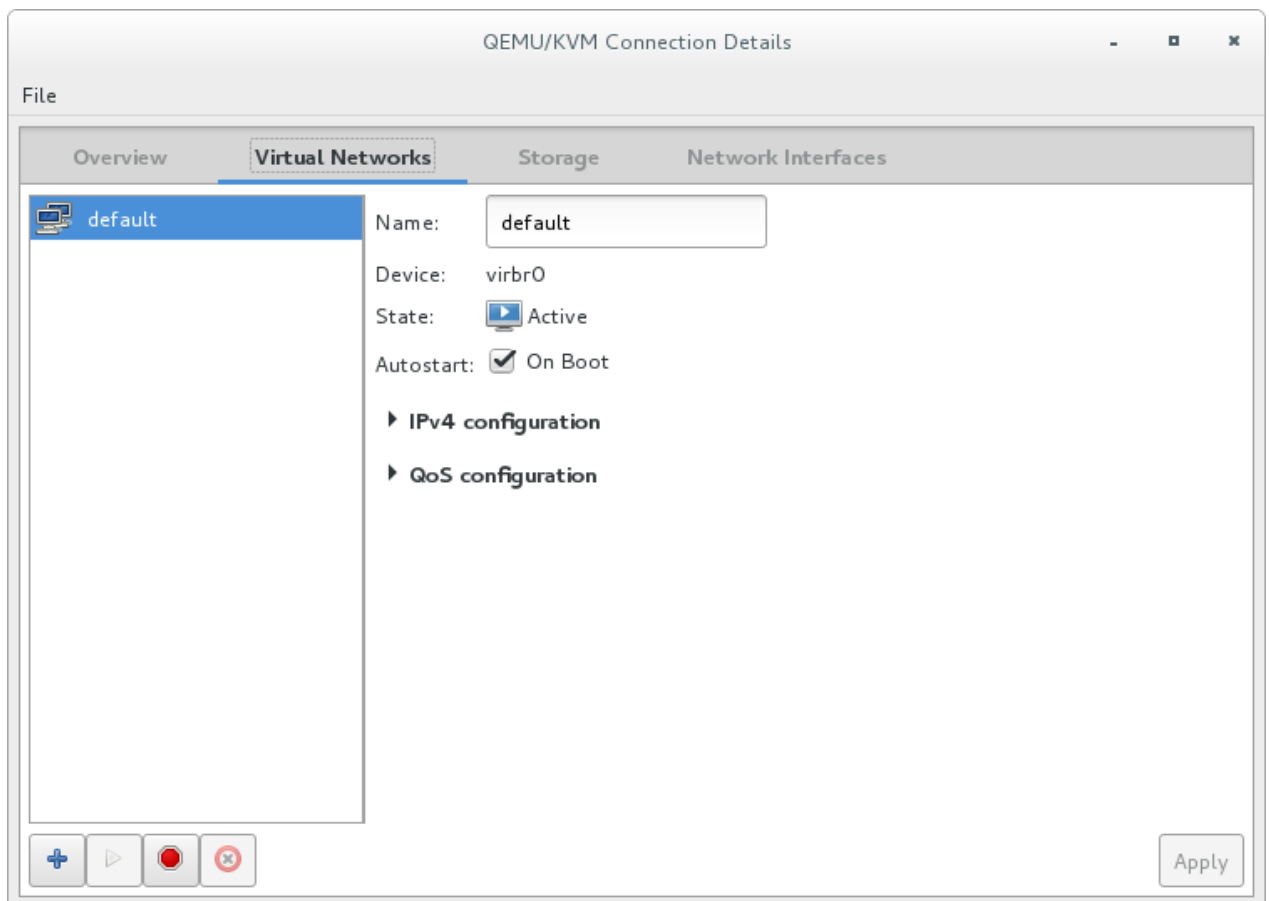 QEMU/KVM Connection Details
File
Overview Virtual Networks Storage Network Interfaces
default
Name: default
Device: virbr0
State: Active
Autostart: On Boot
IPv4 configuration
QoS configuration
Apply